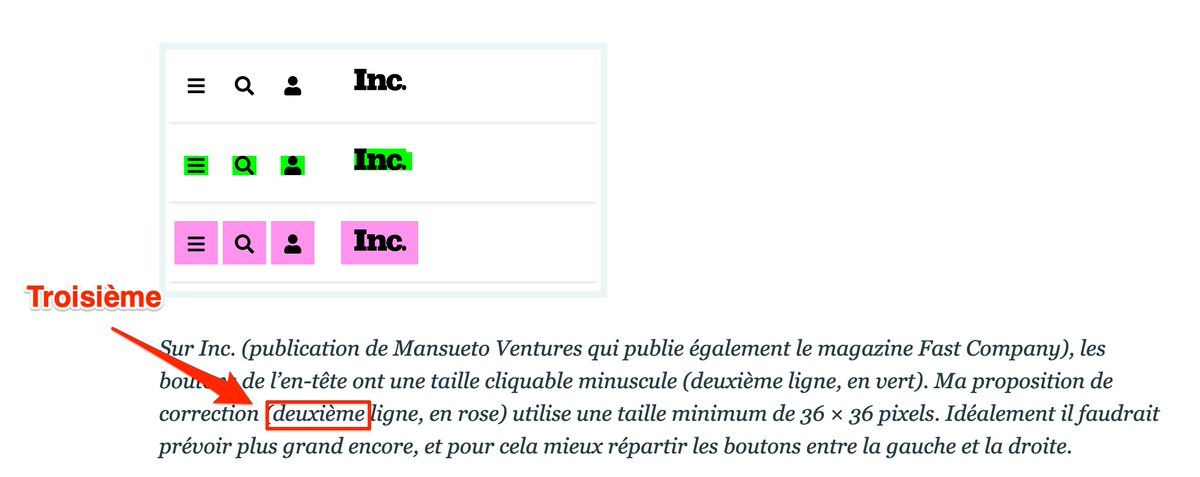 Inc.
Inc.
Inc.
Troisième
Sur Inc. (publication de Mansueto Ventures qui publie également le magazine Fast Company), les
boutons de l’en-tête ont une taille cliquable minuscule (deuxième ligne, en vert). Ma proposition de
correction (deuxième ligne, en rose) utilise une taille minimum de 36 × 36 pixels. Idéalement il faudrait
prévoir plus grand encore, et pour cela mieux répartir les boutons entre la gauche et la droite.